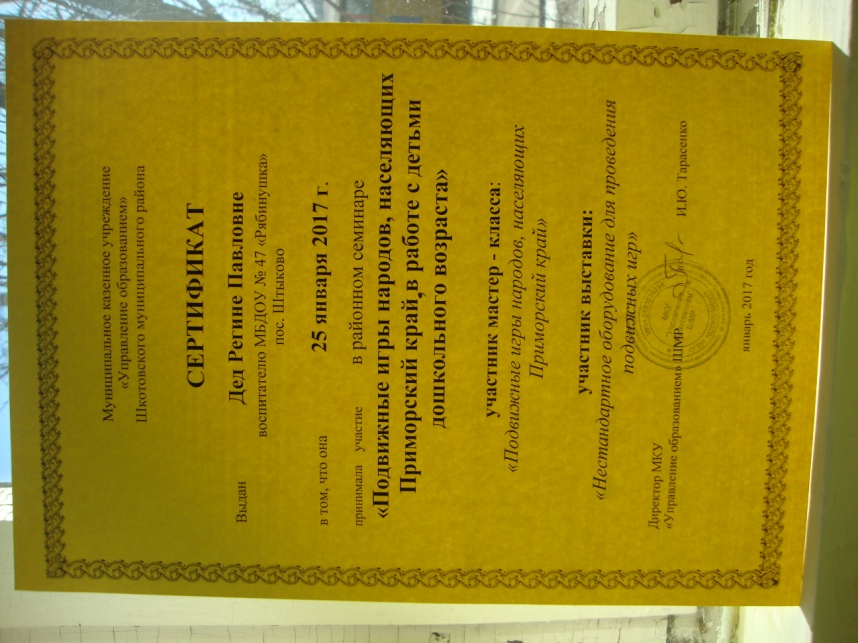 Муниципальное казенное учреждение
«Управление образованием»
Шкотовского муниципального района
СЕРТИФИКАТ
Выдан Дед Регине Павловне
воспитателю МБДОУ № 47 «Рябинушка»
пос. Штыково
в том, что она 25 января 2017 г.
принимала участие в районном семинаре
«Подвижные игры народов, населяющих
Приморский край,в работе с детьми
дошкольного возраста»
участник мастер - класса:
«Подвижные игры народов, населяющих
Приморский край»
участник выставки:
«Нестандартное оборудование для проведения
подвижных игр»
Директор МКУ
«Управление образованием» ШМР И.Ю. Тарасенко
январь 2017 год